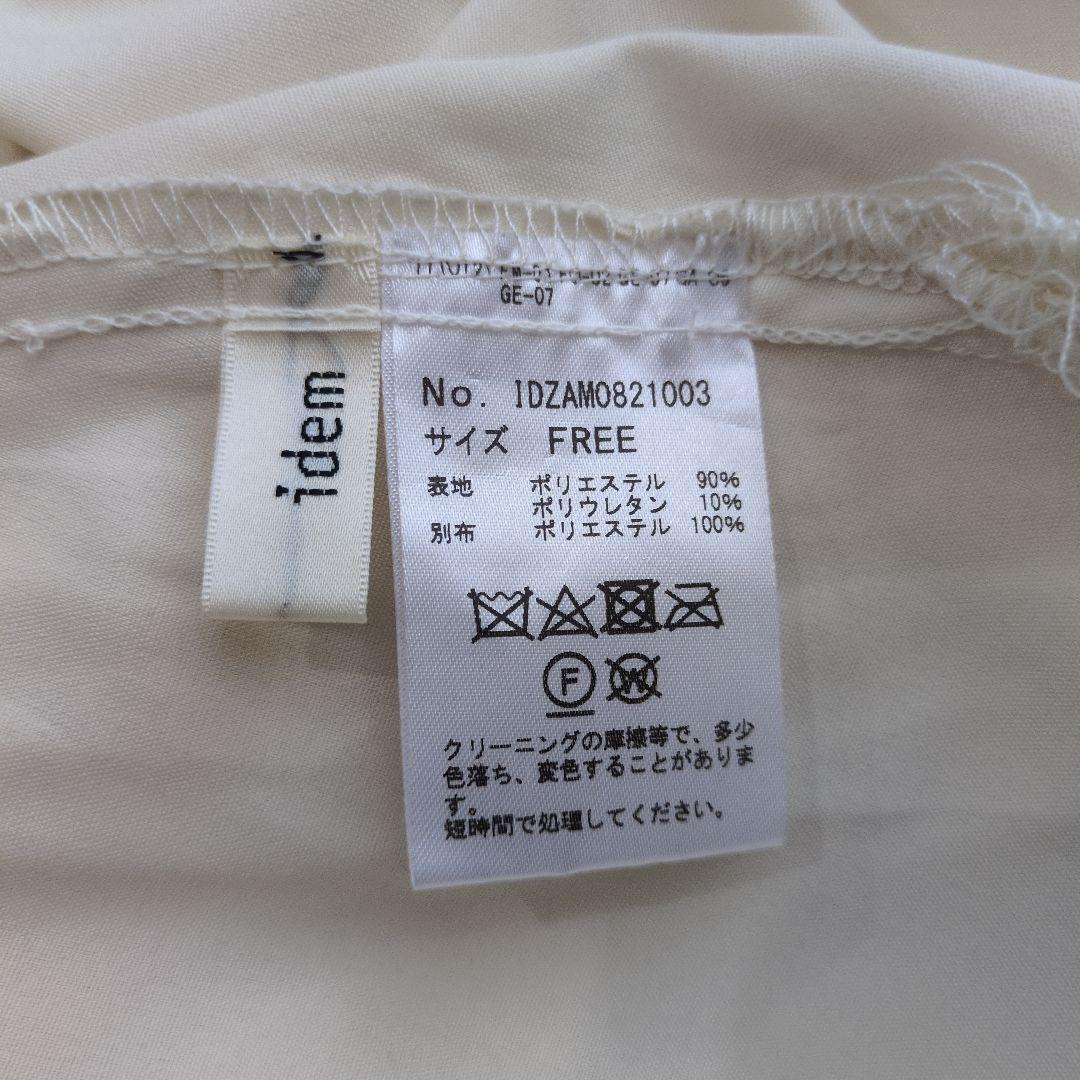 idem
GE-07
No. IDZAM0821003
サイズ FREE
表地 ポリエステル 90%
ポリウレタン 10%
別布 ポリエステル 100%
F
W
クリーニングの摩擦等で、多少
色落ち、変色することがありま
す。
短時間で処理してください。